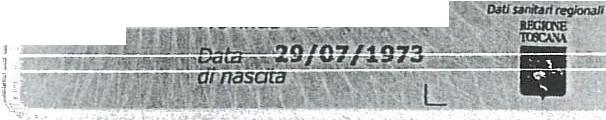 Dati sanitari regionali
REGIONE
TOSCANA
Data 29/07/1973
di nascita